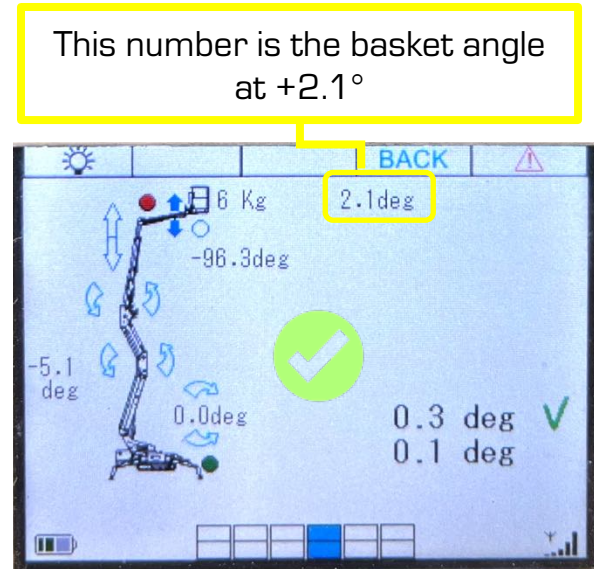 This number is the basket angle
at +2.1°
BACK
6 Kg
2.1deg
-96.3deg
-5.1
deg
0.0deg
0.3 deg
0.1 deg